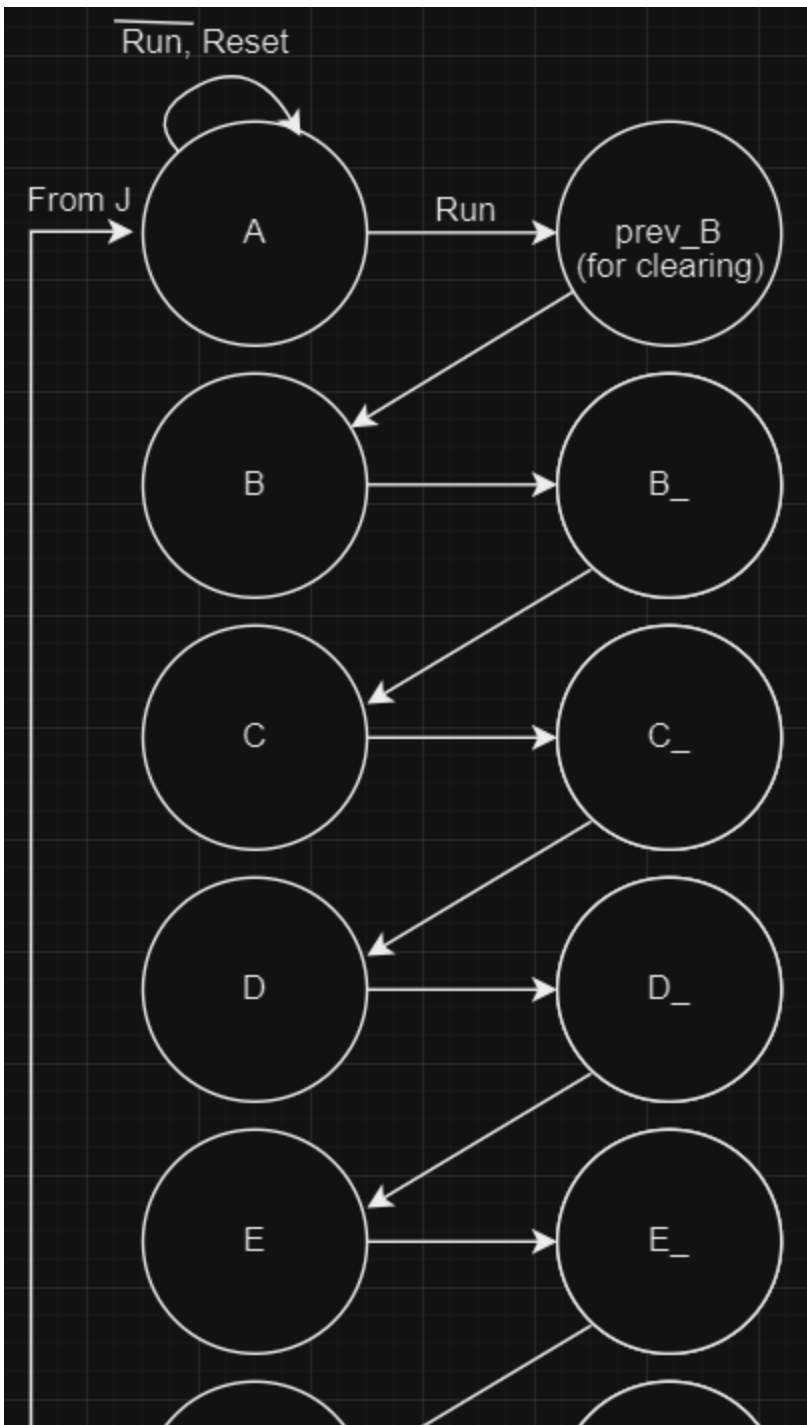 Run, Reset
From J
A
Run
prev_B
(for clearing)
B
B_
C
C_
D
D_
E
E_